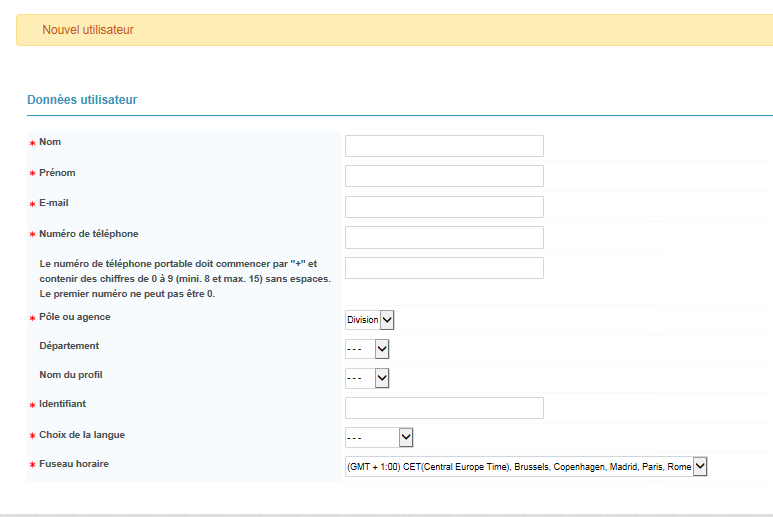 Nouvel utilisateur
Données utilisateur
* Nom
* Prénom
* E-mail
* Numéro de téléphone
Le numéro de téléphone portable doit commencer par "+" et
contenir des chiffres de 0 à 9 (mini. 8 et max. 15) sans espaces.
Le premier numéro ne peut pas être 0.
* Pôle ou agence Division
Département ---
Nom du profil ---
* Identifiant
* Choix de la langue ---
* Fuseau horaire (GMT + 1:00) CET(Central Europe Time), Brussels, Copenhagen, Madrid, Paris, Rome